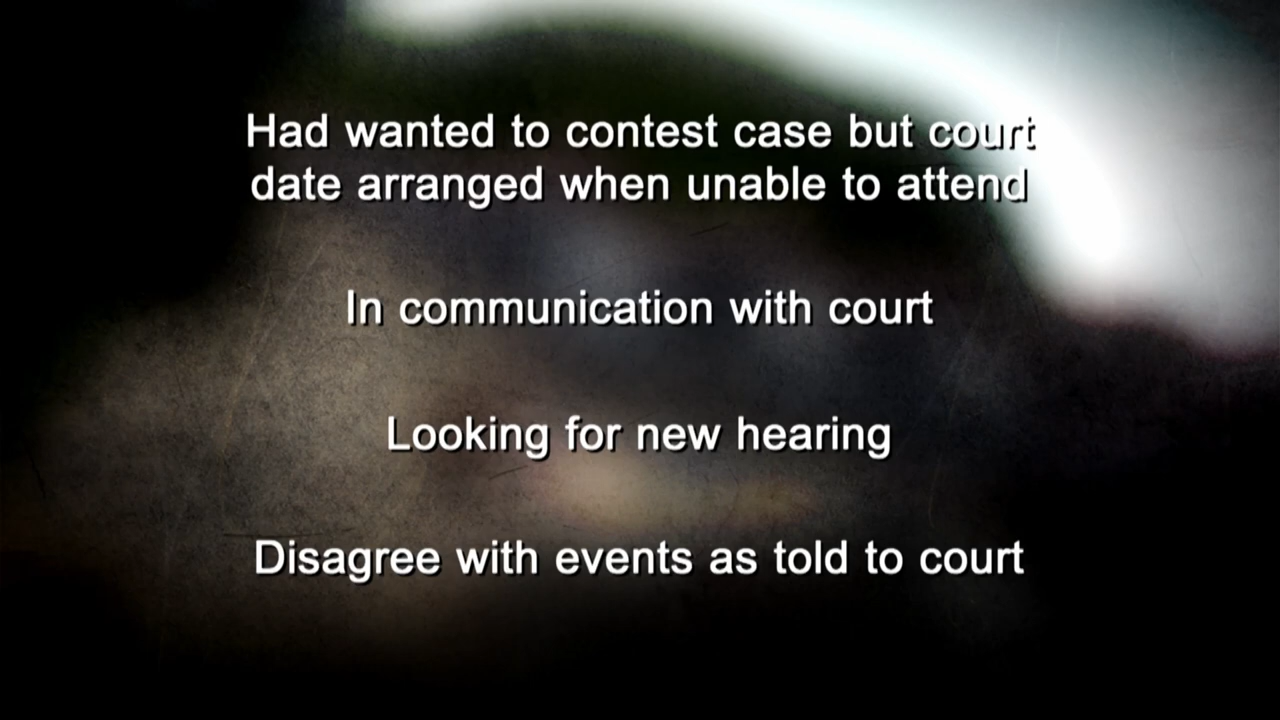 Had wanted to contest case but court
date arranged when unable to attend
In communication with court
Looking for new hearing
Disagree with events as told to court